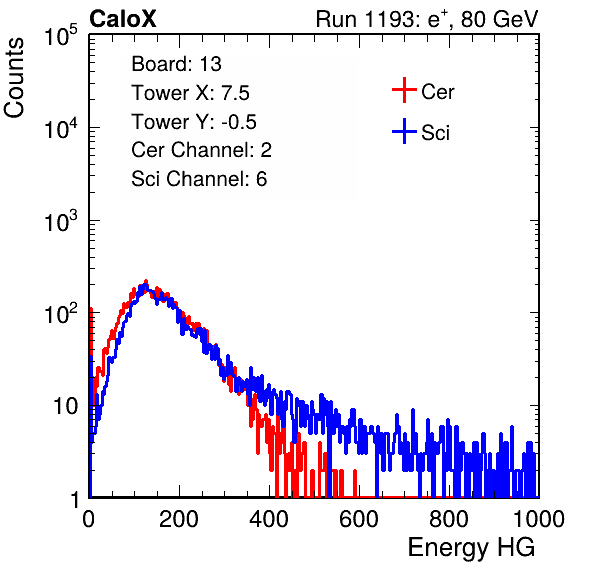 CaloX Run 1193: e⁺, 80 GeV
Counts
Board: 13
Tower X: 7.5
Tower Y: -0.5
Cer Channel: 2
Sci Channel: 6
Cer
Sci
10⁵
10⁴
10³
10²
10
1
0 200 400 600 800 1000
Energy HG